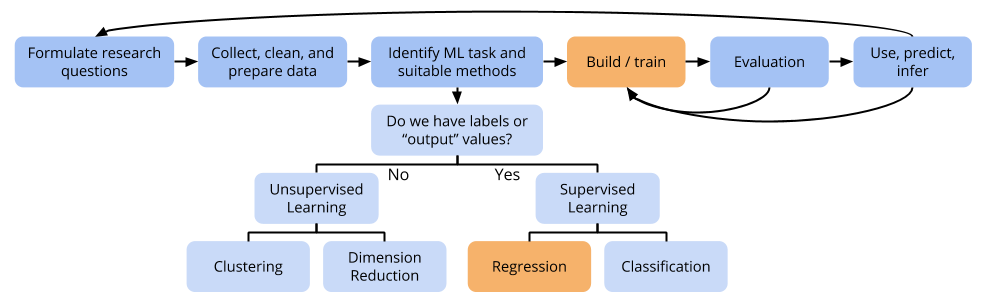 Formulate research
questions
Collect, clean, and
prepare data
Identify ML task and
suitable methods
Build / train
Evaluation
Use, predict,
infer
Do we have labels or
“output” values?
No
Yes
Unsupervised
Learning
Supervised
Learning
Clustering
Dimension
Reduction
Regression
Classification